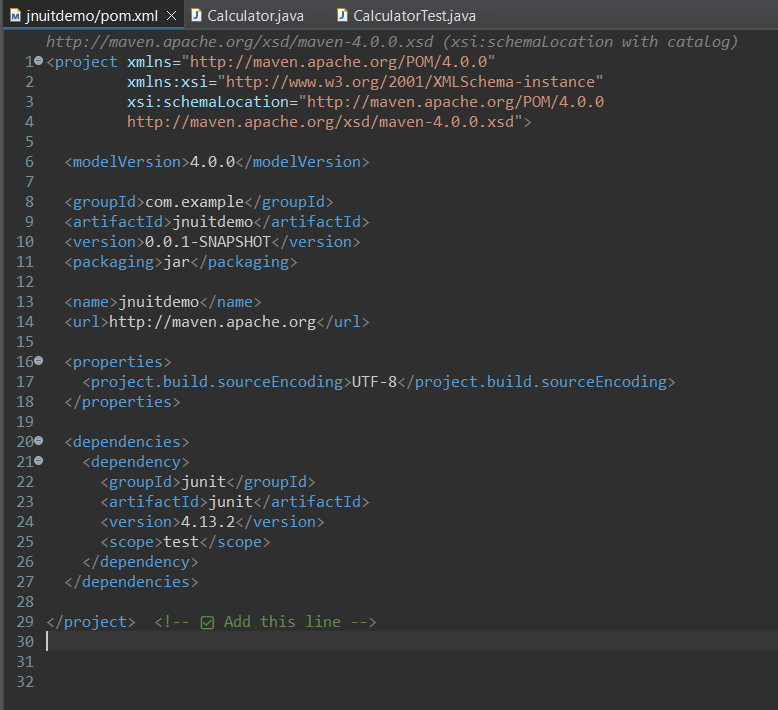 jnuitdemo/pom.xml Calculator.java CalculatorTest.java
http://maven.apache.org/xsd/maven-4.0.0.xsd (xsi:schemaLocation with catalog)
1 <project xmlns="http://maven.apache.org/POM/4.0.0"
2 xmlns:xsi="http://www.w3.org/2001/XMLSchema-instance"
3 xsi:schemaLocation="http://maven.apache.org/POM/4.0.0
4 http://maven.apache.org/xsd/maven-4.0.0.xsd">
5
6 <modelVersion>4.0.0</modelVersion>
7
8 <groupId>com.example</groupId>
9 <artifactId>jnuitdemo</artifactId>
10 <version>0.0.1-SNAPSHOT</version>
11 <packaging>jar</packaging>
12
13 <name>jnuitdemo</name>
14 <url>http://maven.apache.org</url>
15
16 <properties>
17 <project.build.sourceEncoding>UTF-8</project.build.sourceEncoding>
18 </properties>
19
20 <dependencies>
21 <dependency>
22 <groupId>junit</groupId>
23 <artifactId>junit</artifactId>
24 <version>4.13.2</version>
25 <scope>test</scope>
26 </dependency>
27 </dependencies>
28
29 </project> <!-- ✅ Add this line -->
30
31
32